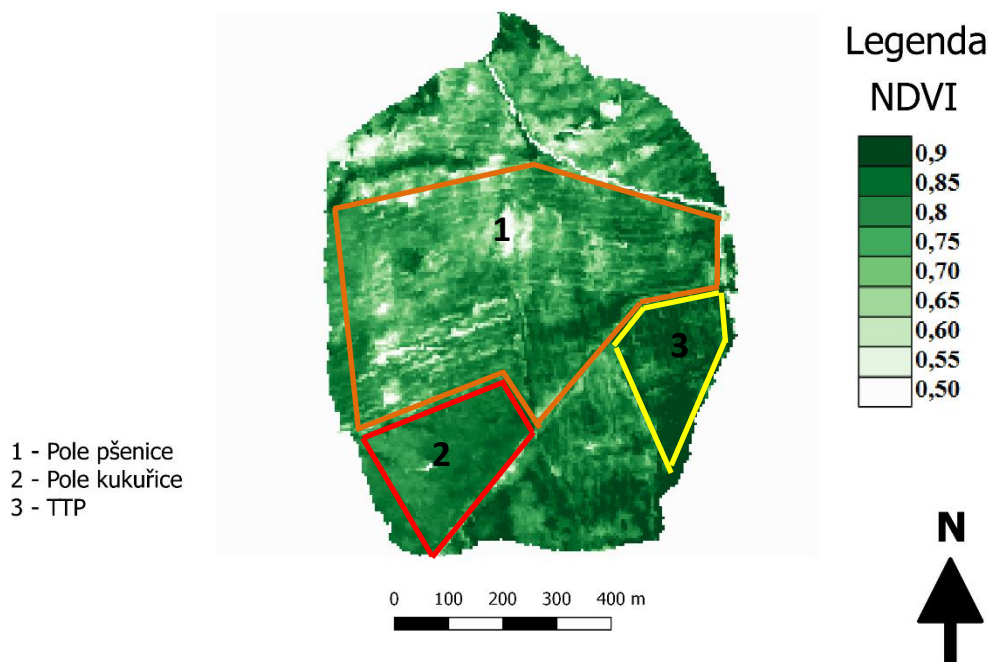 Legenda
NDVI
0,9
0,85
0,8
0,75
0,70
0,65
0,60
0,55
0,50
1
2
3
1 - Pole pšenice
2 - Pole kukuřice
3 - TTP
0 100 200 300 400 m
N